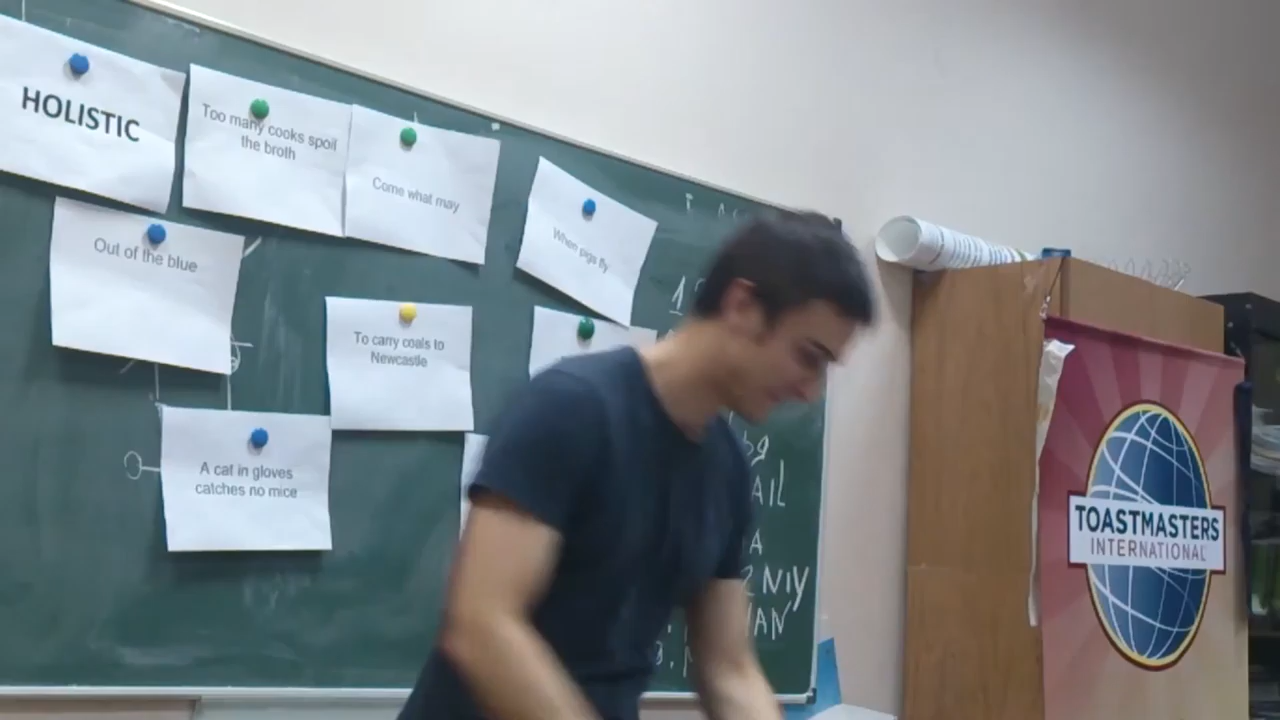 HOLISTIC
Too many cooks spoil
the broth
Come what may
When pigs fly
Out of the blue
To carry coals to
Newcastle
A cat in gloves
catches no mice
AIL
TOASTMASTERS
INTERNATIONAL